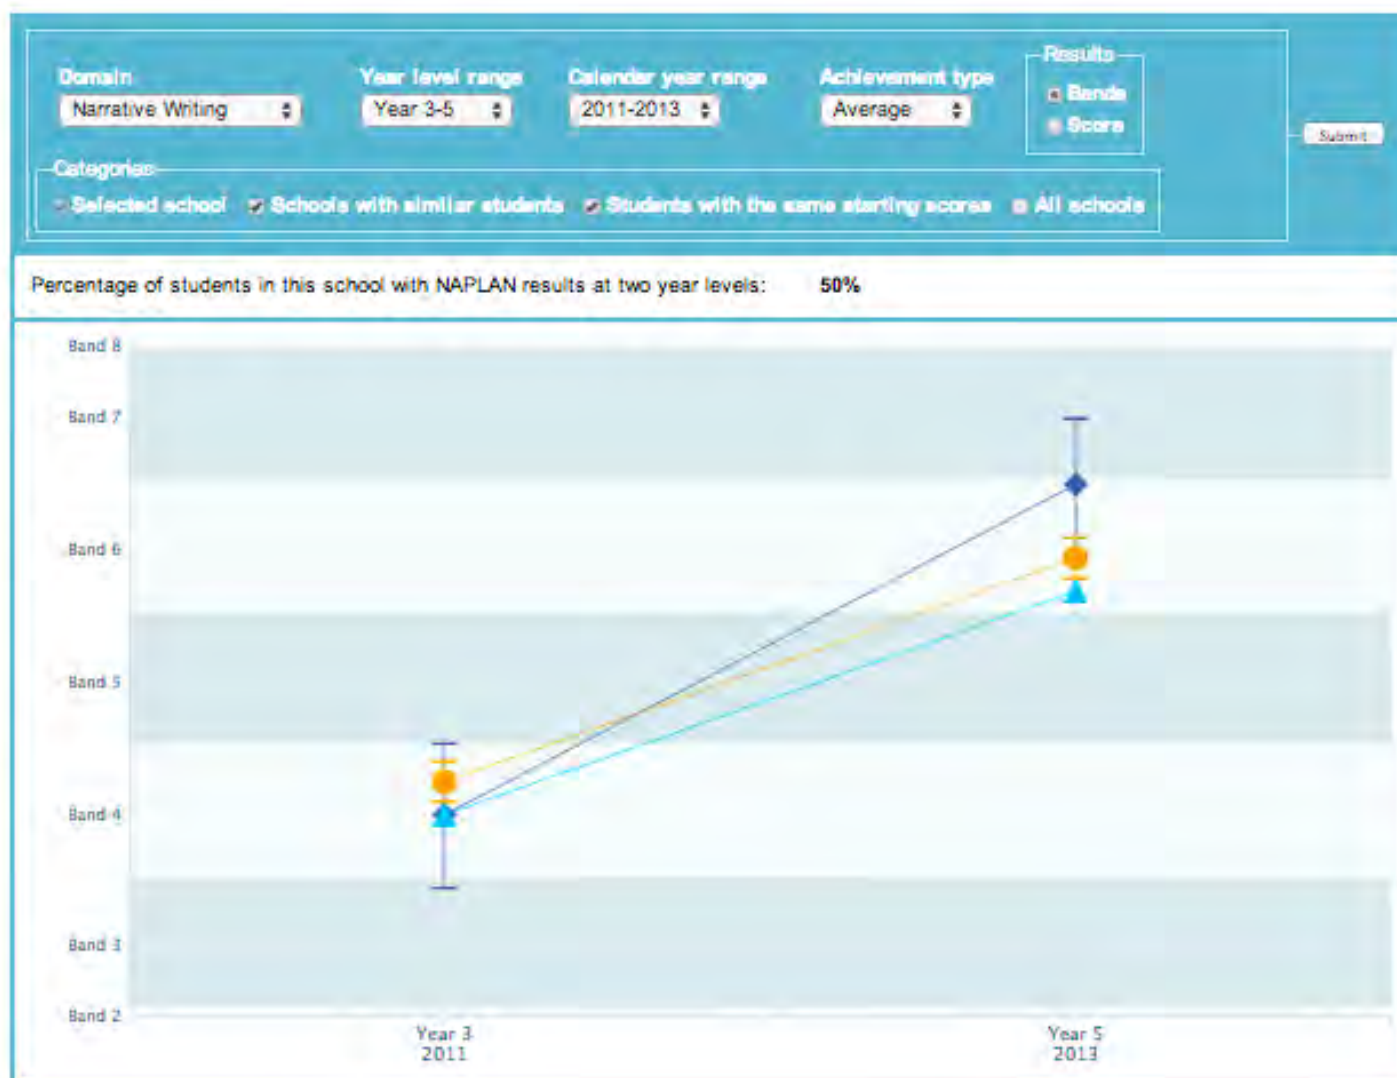 Domain
Year level range
Calendar year range
Achievement type
Results
Narrative Writing
Year 3-5
2011-2013
Average
Bands
Score
Submit
Categories
Selected school
Schools with similar students
Students with the same starting scores
All schools
Percentage of students in this school with NAPLAN results at two year levels: 50%
Band 8
Band 7
Band 6
Band 5
Band 4
Band 3
Band 2
Year 3
2011
Year 5
2013